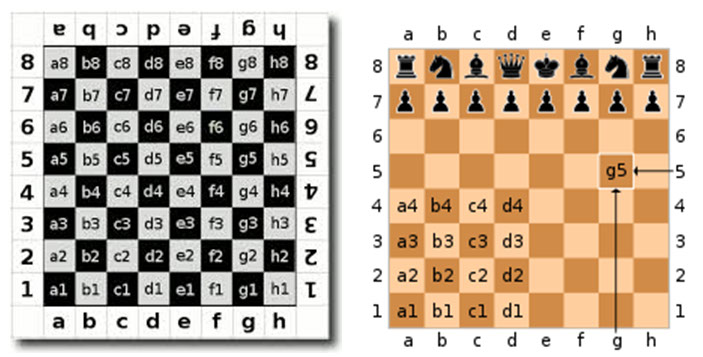 a b c d e f g h
8 a8 b8 c8 d8 e8 f8 g8 h8 8
7 a7 b7 c7 d7 e7 f7 g7 h7 7
6 a6 b6 c6 d6 e6 f6 g6 h6 6
5 a5 b5 c5 d5 e5 f5 g5 h5 5
4 a4 b4 c4 d4 e4 f4 g4 h4 4
3 a3 b3 c3 d3 e3 f3 g3 h3 3
2 a2 b2 c2 d2 e2 f2 g2 h2 2
1 a1 b1 c1 d1 e1 f1 g1 h1 1
a b c d e f g h
a b c d e f g h
8 8
7 7
6 6
5 g5 5
4 a4 b4 c4 d4 4
3 a3 b3 c3 d3 3
2 a2 b2 c2 d2 2
1 a1 b1 c1 d1 1
a b c d e f g h